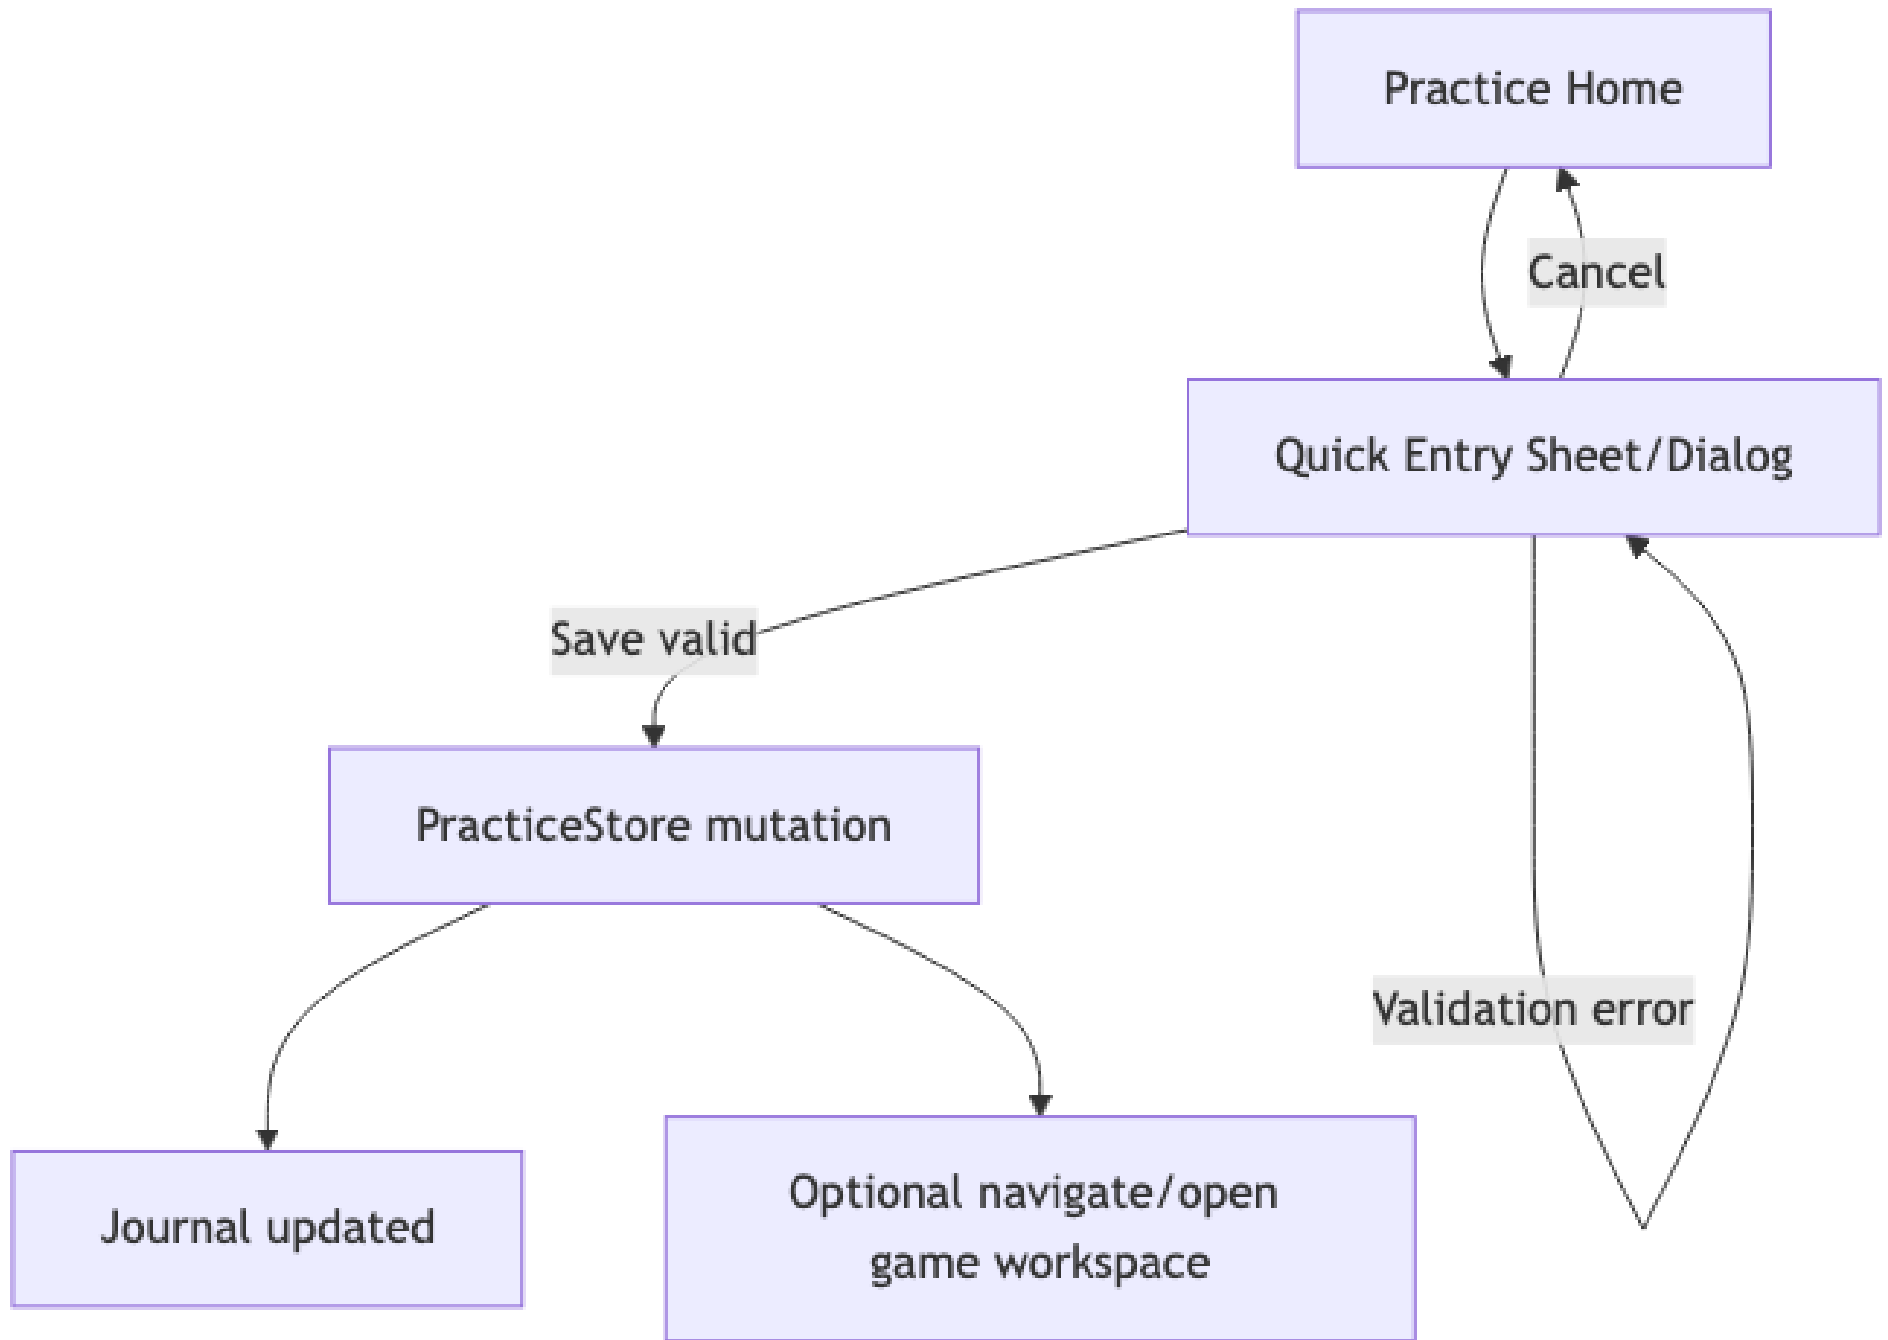 Practice Home
Cancel
Quick Entry Sheet/Dialog
Save valid
PracticeStore mutation
Validation error
Journal updated
Optional navigate/open
game workspace